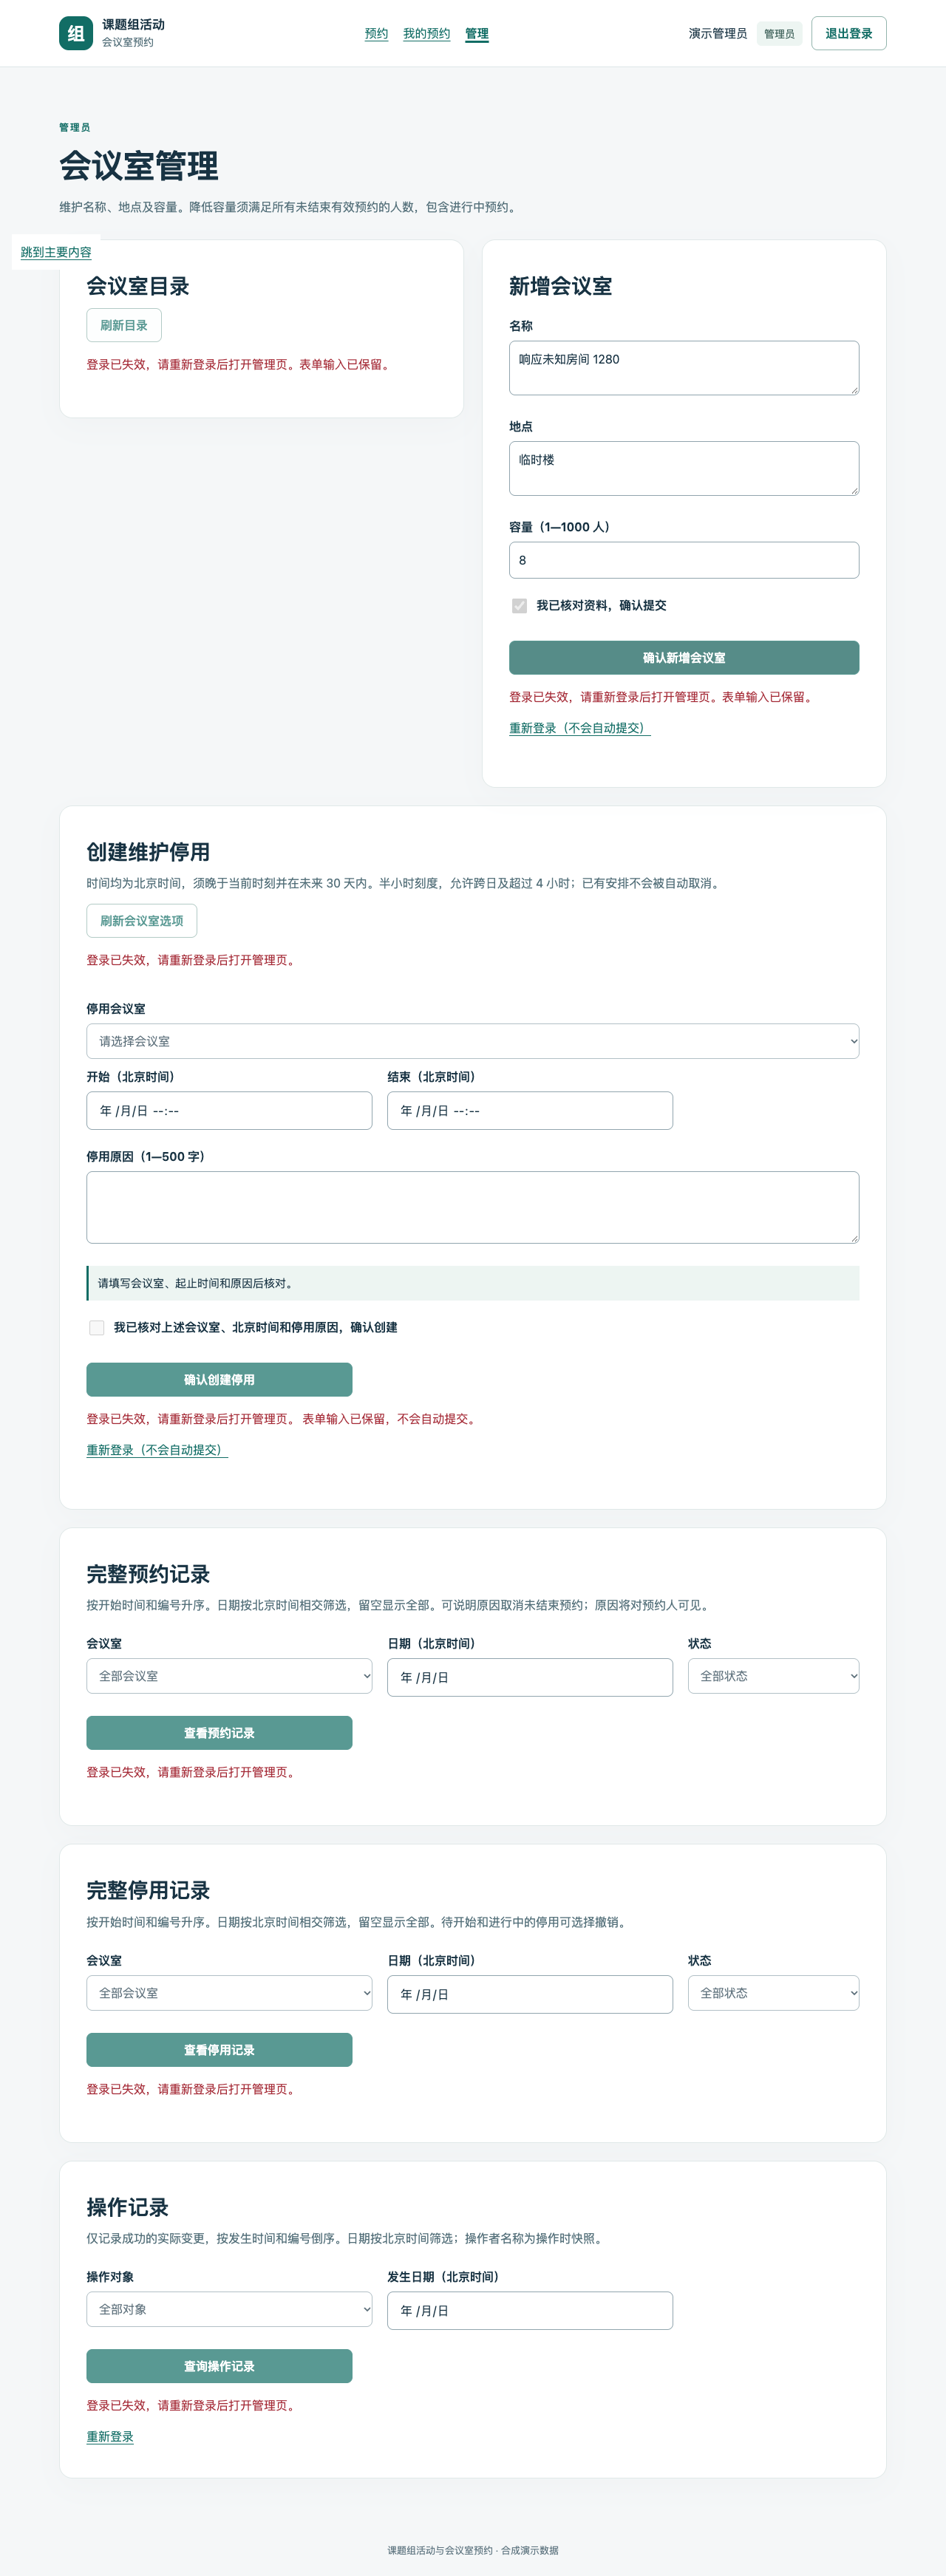 组
课题组活动
会议室预约
预约 我的预约 管理
演示管理员 管理员 退出登录
管理员
会议室管理
维护名称、地点及容量。降低容量须满足所有未结束有效预约的人数，包含进行中预约。
跳到主要内容
会议室目录
刷新目录
登录已失效，请重新登录后打开管理页。表单输入已保留。
新增会议室
名称
响应未知房间 1280
地点
临时楼
容量（1—1000 人）
8
我已核对资料，确认提交
确认新增会议室
登录已失效，请重新登录后打开管理页。表单输入已保留。
重新登录（不会自动提交）
创建维护停用
时间均为北京时间，须晚于当前时刻并在未来 30 天内。半小时刻度，允许跨日及超过 4 小时；已有安排不会被自动取消。
刷新会议室选项
登录已失效，请重新登录后打开管理页。
停用会议室
请选择会议室
开始（北京时间） 结束（北京时间）
年 /月/日 --:-- 年 /月/日 --:--
停用原因（1—500 字）
请填写会议室、起止时间和原因后核对。
我已核对上述会议室、北京时间和停用原因，确认创建
确认创建停用
登录已失效，请重新登录后打开管理页。 表单输入已保留，不会自动提交。
重新登录（不会自动提交）
完整预约记录
按开始时间和编号升序。日期按北京时间相交筛选，留空显示全部。可说明原因取消未结束预约；原因将对预约人可见。
会议室 日期（北京时间） 状态
全部会议室 年 /月/日 全部状态
查看预约记录
登录已失效，请重新登录后打开管理页。
完整停用记录
按开始时间和编号升序。日期按北京时间相交筛选，留空显示全部。待开始和进行中的停用可选择撤销。
会议室 日期（北京时间） 状态
全部会议室 年 /月/日 全部状态
查看停用记录
登录已失效，请重新登录后打开管理页。
操作记录
仅记录成功的实际变更，按发生时间和编号倒序。日期按北京时间筛选；操作者名称为操作时快照。
操作对象 发生日期（北京时间）
全部对象 年 /月/日
查询操作记录
登录已失效，请重新登录后打开管理页。
重新登录
课题组活动与会议室预约 · 合成演示数据